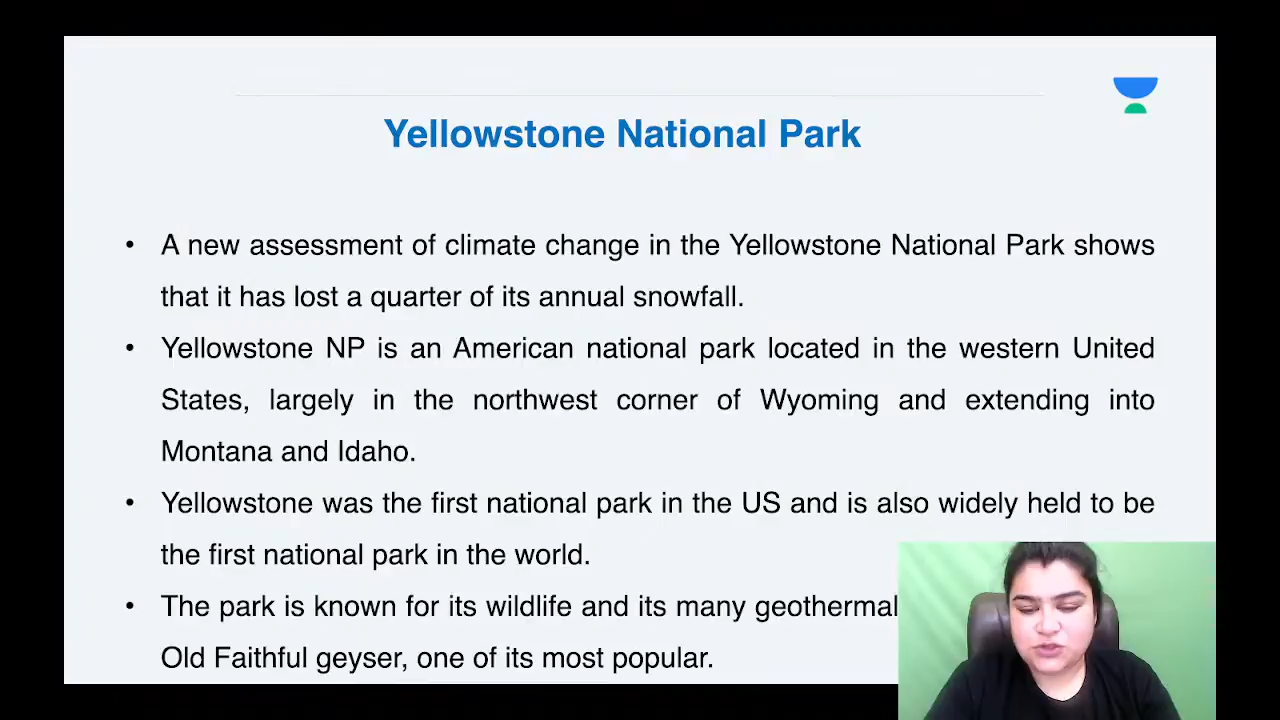 Yellowstone National Park
• A new assessment of climate change in the Yellowstone National Park shows
that it has lost a quarter of its annual snowfall.
• Yellowstone NP is an American national park located in the western United
States, largely in the northwest corner of Wyoming and extending into
Montana and Idaho.
• Yellowstone was the first national park in the US and is also widely held to be
the first national park in the world.
• The park is known for its wildlife and its many geothermal
Old Faithful geyser, one of its most popular.